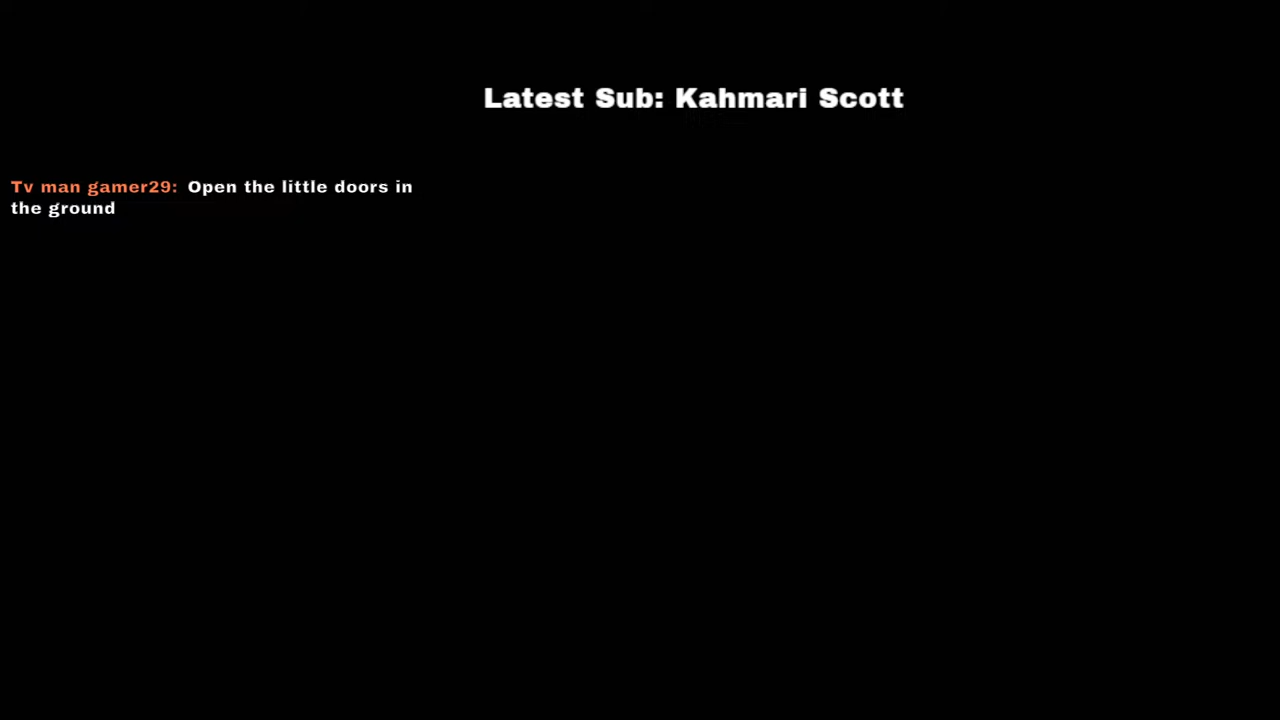 Latest Sub: Kahmari Scott
Tv man gamer29: Open the little doors in
the ground